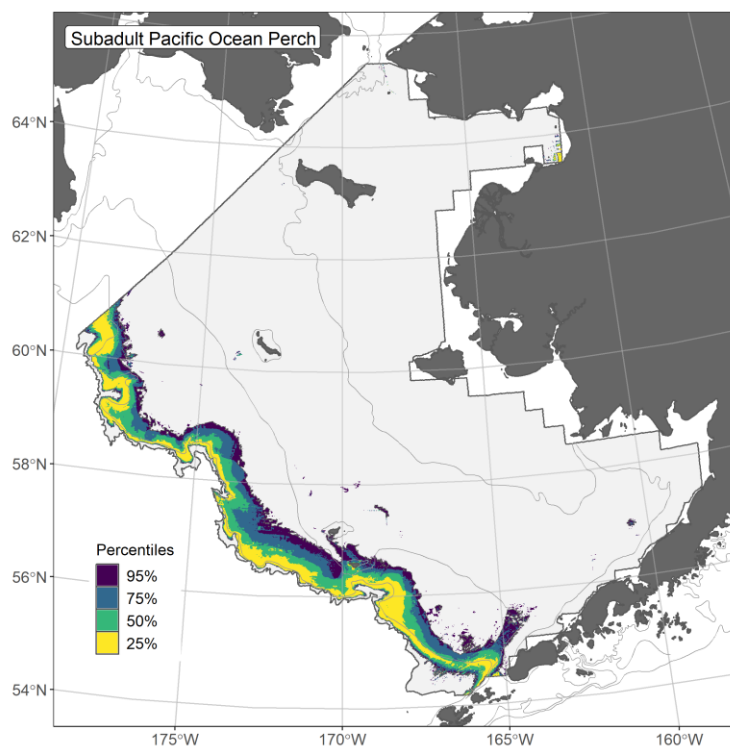 Subadult Pacific Ocean Perch
64°N
62°N
60°N
58°N
56°N
54°N
Percentiles
95%
75%
50%
25%
175°W
170°W
165°W
160°W